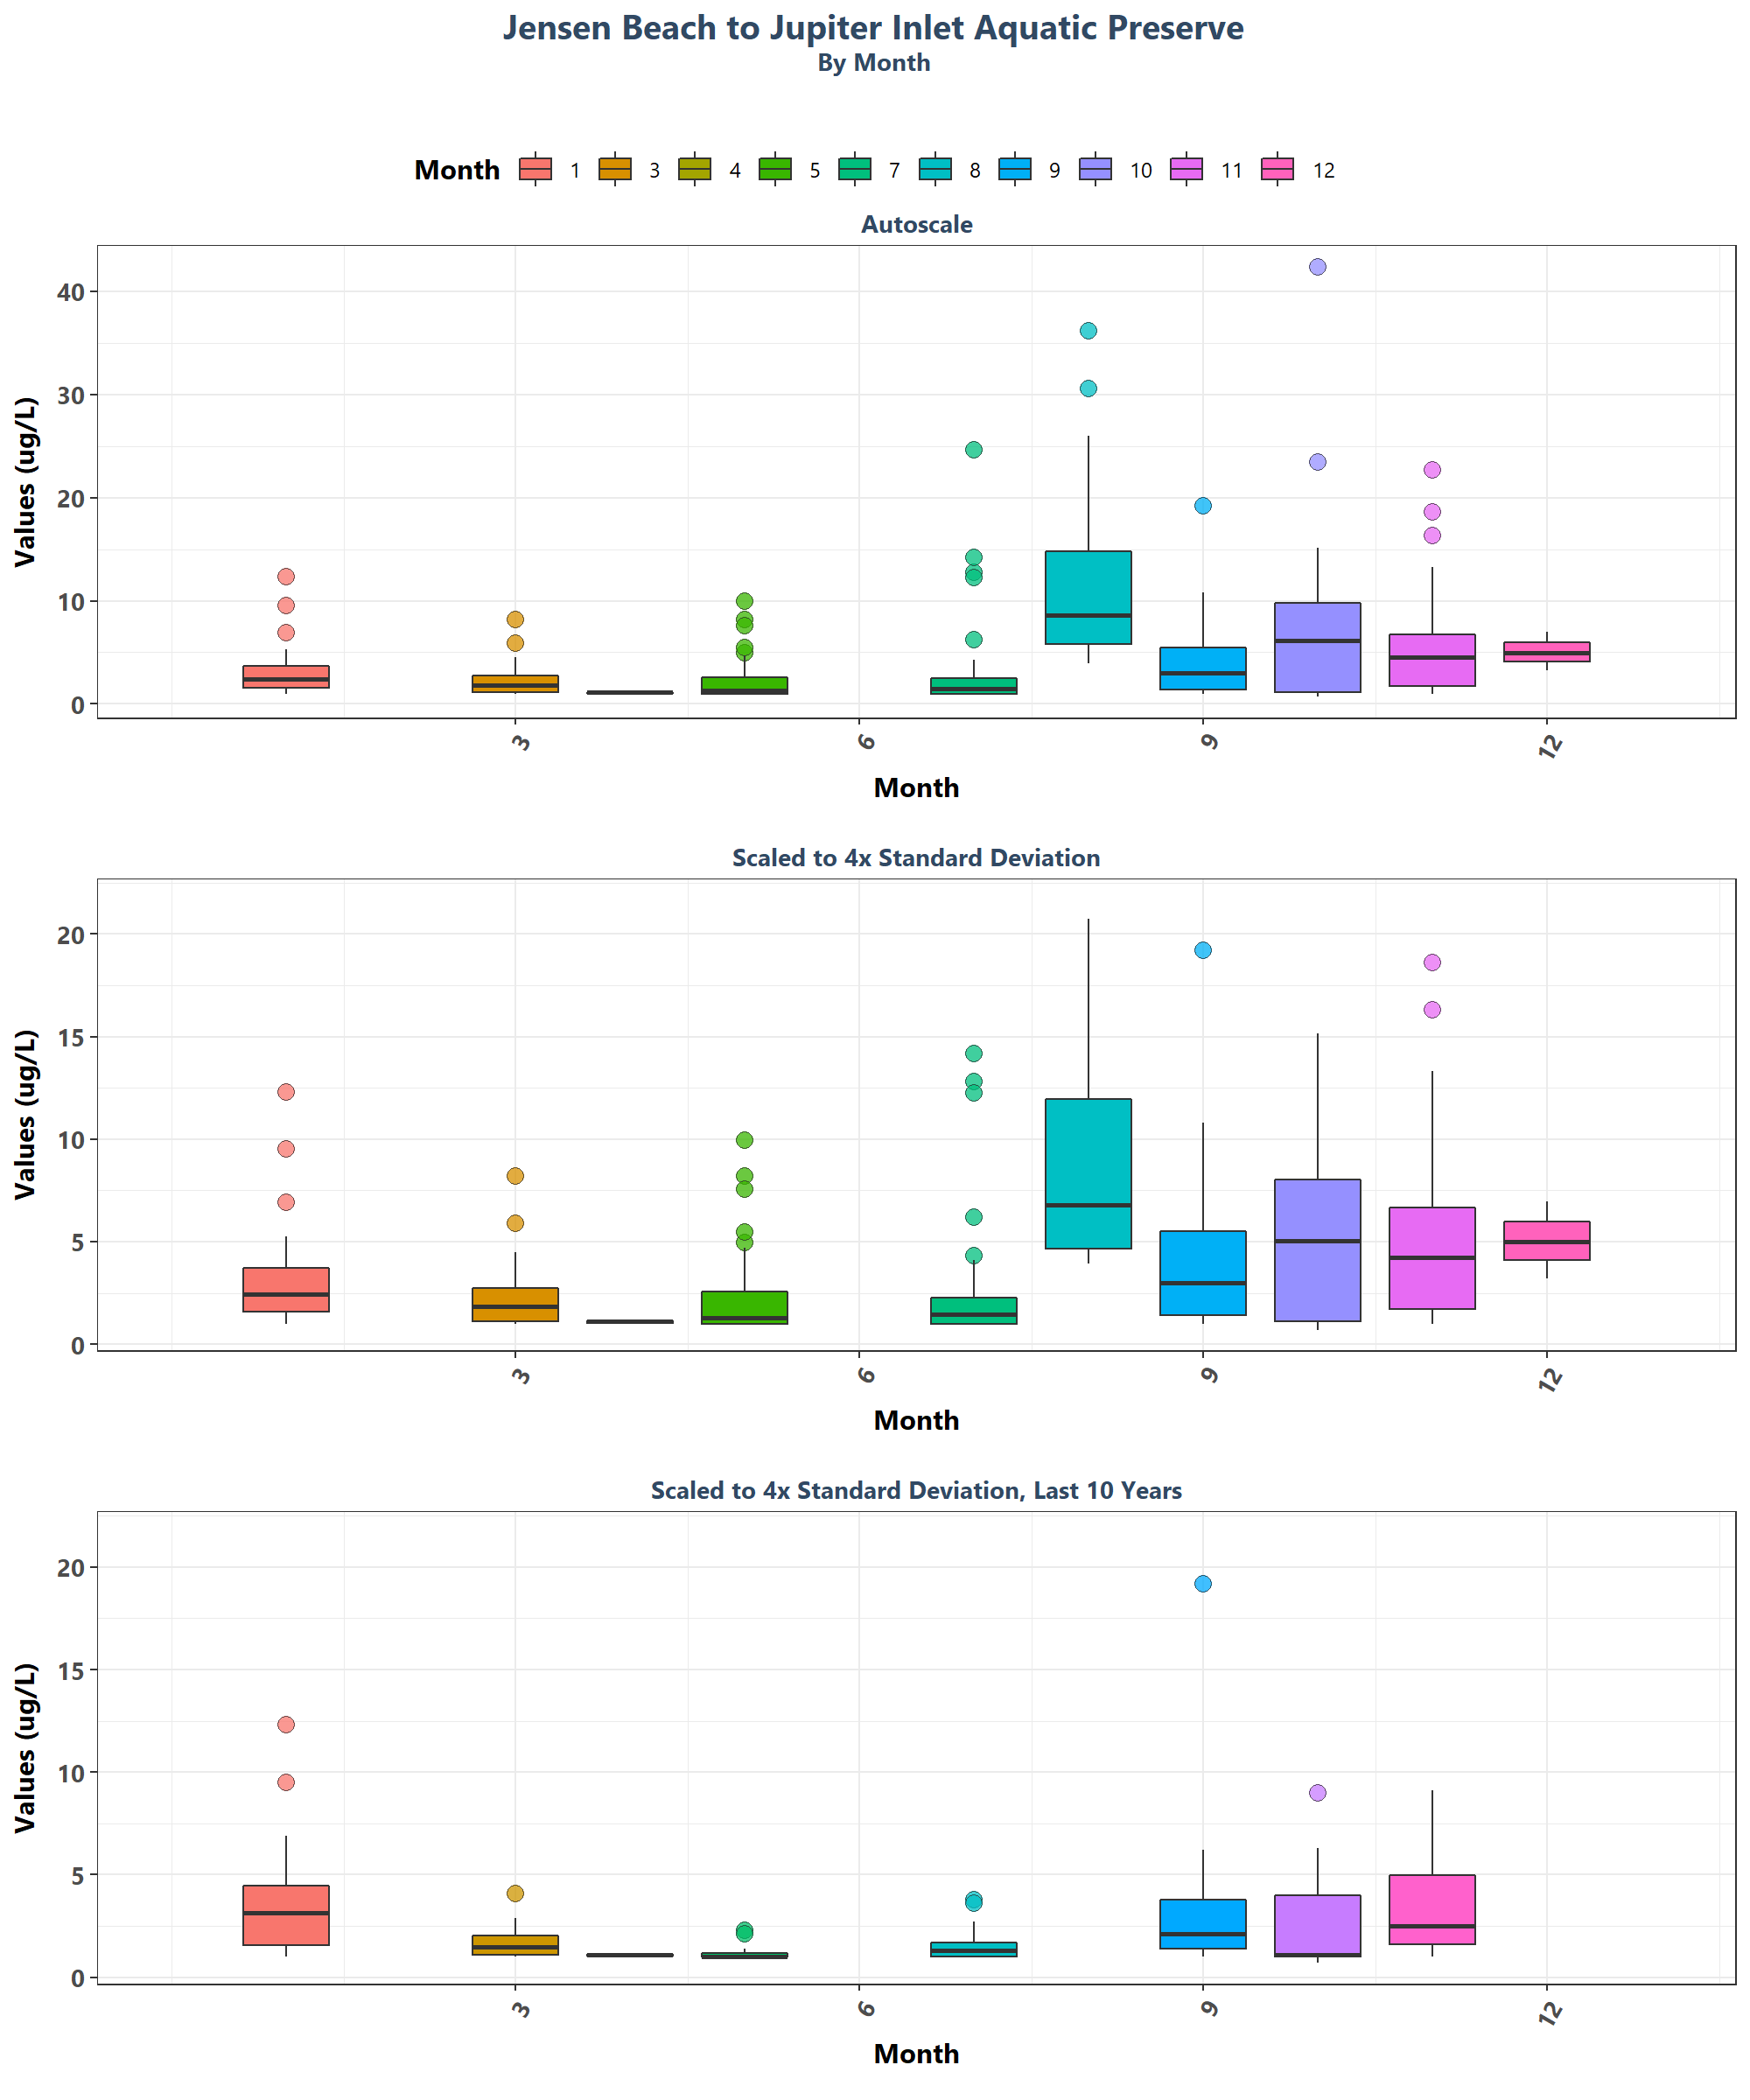 Jensen Beach to Jupiter Inlet Aquatic Preserve
By Month
Month 1 3 4 5 7 8 9 10 11 12
Autoscale
Values (ug/L)
40
30
20
10
0
3 6 9 12
Month
Scaled to 4x Standard Deviation
Values (ug/L)
20
15
10
5
0
3 6 9 12
Month
Scaled to 4x Standard Deviation, Last 10 Years
Values (ug/L)
20
15
10
5
0
3 6 9 12
Month